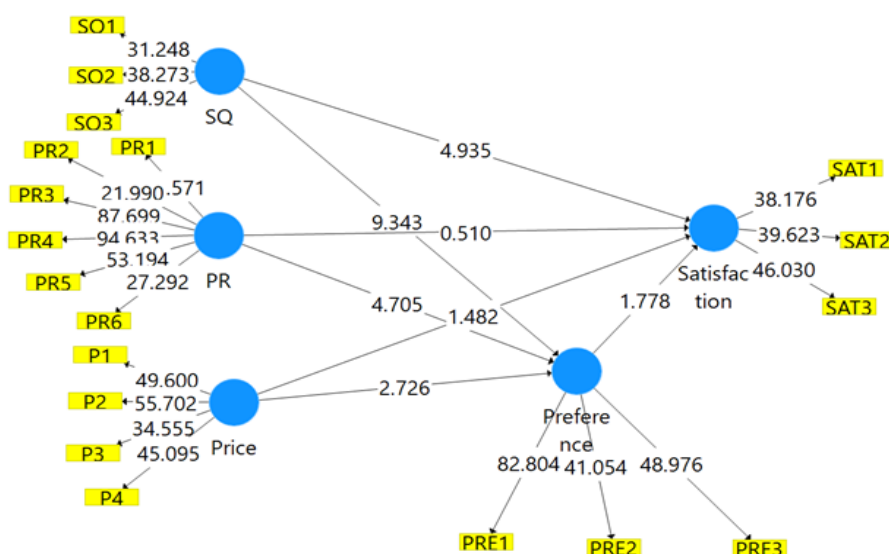 SO1
31.248
SO2
38.273
44.924
SO3
SQ
PR2
PR1
21.990
.571
PR3
87.699
PR4
94.633
53.194
PR5
27.292
PR
PR6
P1
49.600
P2
55.702
34.555
P3
45.095
Price
P4
4.935
9.343
0.510
4.705
1.482
2.726
1.778
SAT1
38.176
39.623
SAT2
Satisfac
tion
46.030
SAT3
Prefere
nce
82.804
41.054
48.976
PRE1
PRE2
PRE3